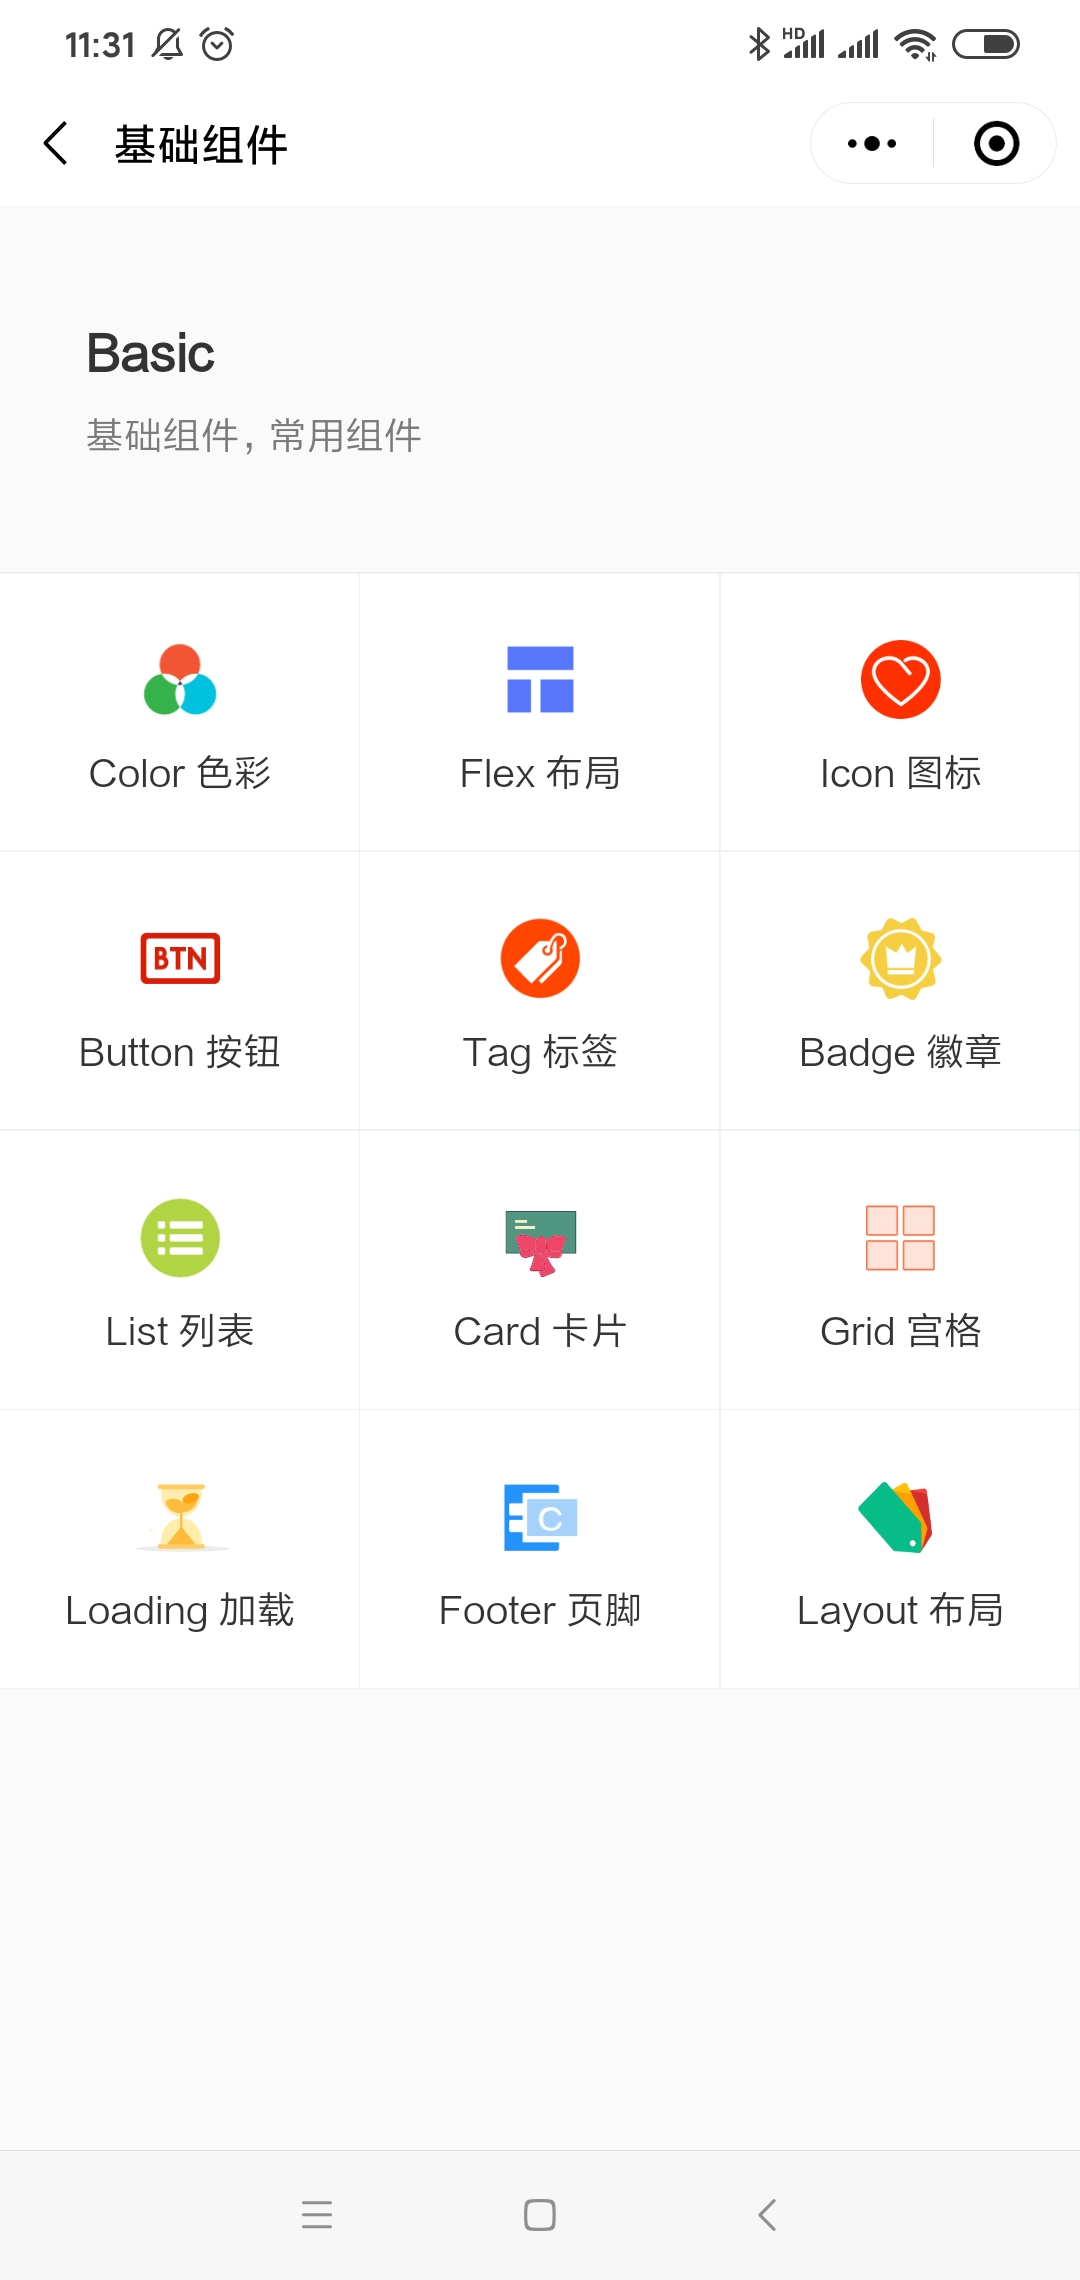 11:31
HD
基础组件
Basic
基础组件，常用组件
Color 色彩
Flex 布局
Icon 图标
BTN
Button 按钮
Tag 标签
Badge 徽章
List 列表
Card 卡片
Grid 宫格
C
Loading 加载
Footer 页脚
Layout 布局